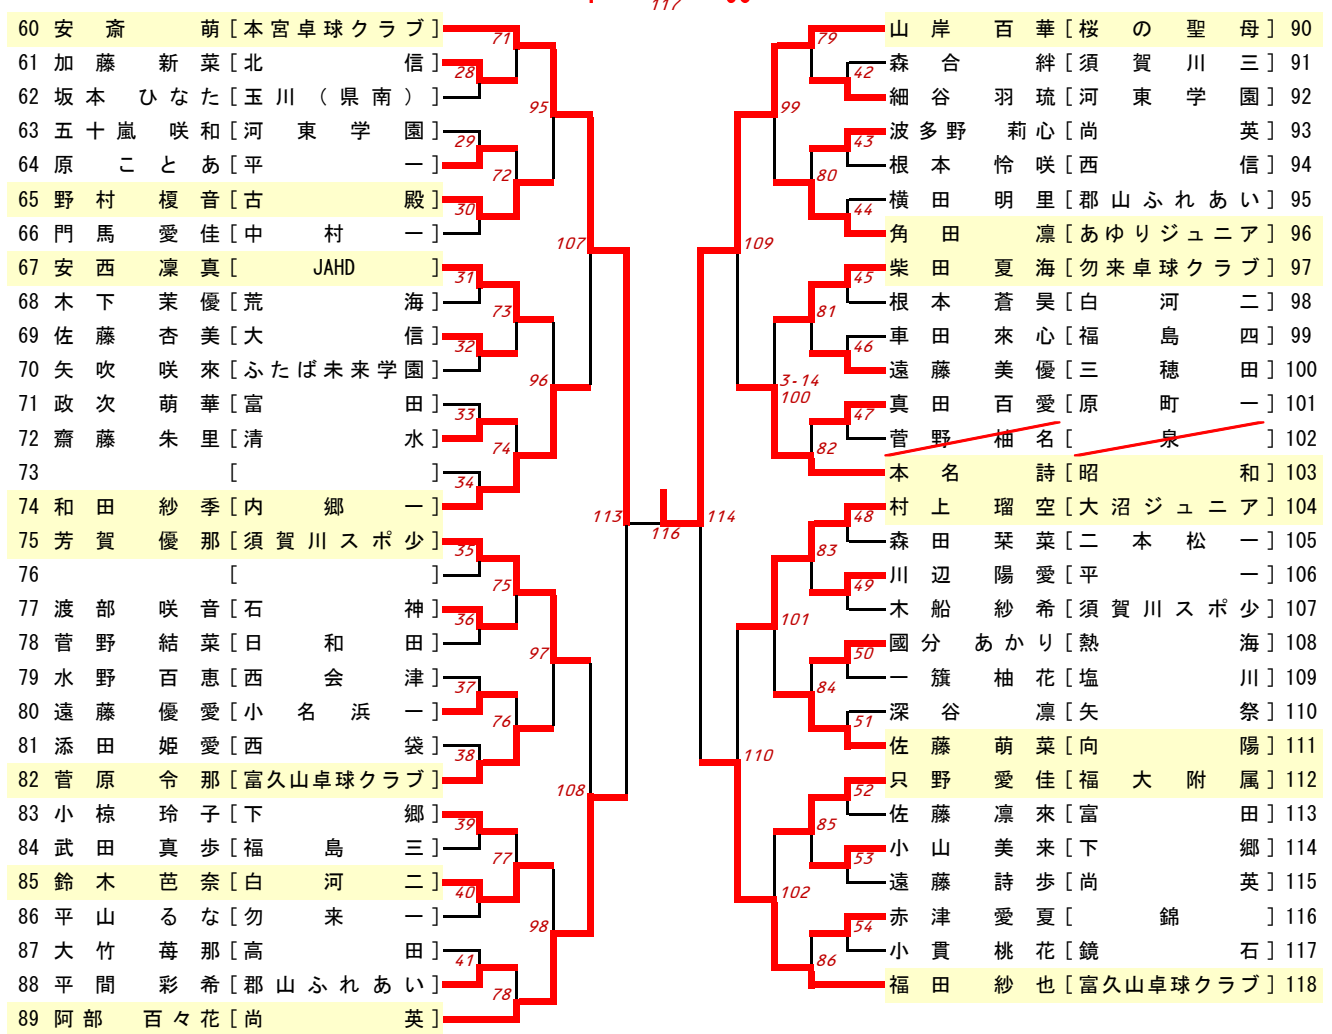 117
60 安斎 萌 [本宮卓球クラブ]
61 加藤 新菜 [北信]
62 坂本 ひなた [玉川(県南)]
63 五十嵐 咲和 [河東学園]
64 原 ことあ [平一]
65 野村 榎音 [古殿]
66 門馬 愛佳 [中村一]
67 安西 凜真 [JAHD]
68 木下 茉優 [荒海]
69 佐藤 杏美 [大信]
70 矢吹 咲來 [ふたば未来学園]
71 政次 萌華 [富田]
72 齋藤 朱里 [清水]
73 [ ]
74 和田 紗季 [内郷一]
75 芳賀 優那 [須賀川スポ少]
76 [ ]
77 渡部 咲音 [石神]
78 菅野 結菜 [日和田]
79 水野 百恵 [西会津]
80 遠藤 優愛 [小名浜一]
81 添田 姫愛 [西袋]
82 菅原 令那 [富久山卓球クラブ]
83 小椋 玲子 [下郷]
84 武田 真歩 [福島三]
85 鈴木 芭奈 [白河二]
86 平山 るな [勿来一]
87 大竹 苺那 [高田]
88 平間 彩希 [郡山ふれあい]
89 阿部 百々花 [尚英]
28
29
30
31
32
33
34
35
36
37
38
39
40
41
71
72
73
74
75
76
77
78
95
96
97
98
107
108
113
116
114
109
110
99
3-14
100
101
102
79
80
81
82
83
84
85
86
42
43
44
45
46
47
48
49
50
51
52
53
54
山岸 百華 [桜の聖母] 90
森合 絆 [須賀川三] 91
細谷 羽琉 [河東学園] 92
波多野 莉心 [尚英] 93
根本 怜咲 [西信] 94
横田 明里 [郡山ふれあい] 95
角田 凛 [あゆりジュニア] 96
柴田 夏海 [勿来卓球クラブ] 97
根本 蒼昊 [白河二] 98
車田 來心 [福島四] 99
遠藤 美優 [三穂田] 100
真田 百愛 [原町一] 101
菅野 柚名 [泉] 102
本名 詩 [昭和] 103
村上 瑠空 [大沼ジュニア] 104
森田 栞菜 [二本松一] 105
川辺 陽愛 [平一] 106
木船 紗希 [須賀川スポ少] 107
國分 あかり [熱海] 108
一簱 柚花 [塩川] 109
深谷 凛 [矢祭] 110
佐藤 萌菜 [向陽] 111
只野 愛佳 [福大附属] 112
佐藤 凛來 [富田] 113
小山 美来 [下郷] 114
遠藤 詩歩 [尚英] 115
赤津 愛夏 [錦] 116
小貫 桃花 [鏡石] 117
福田 紗也 [富久山卓球クラブ] 118